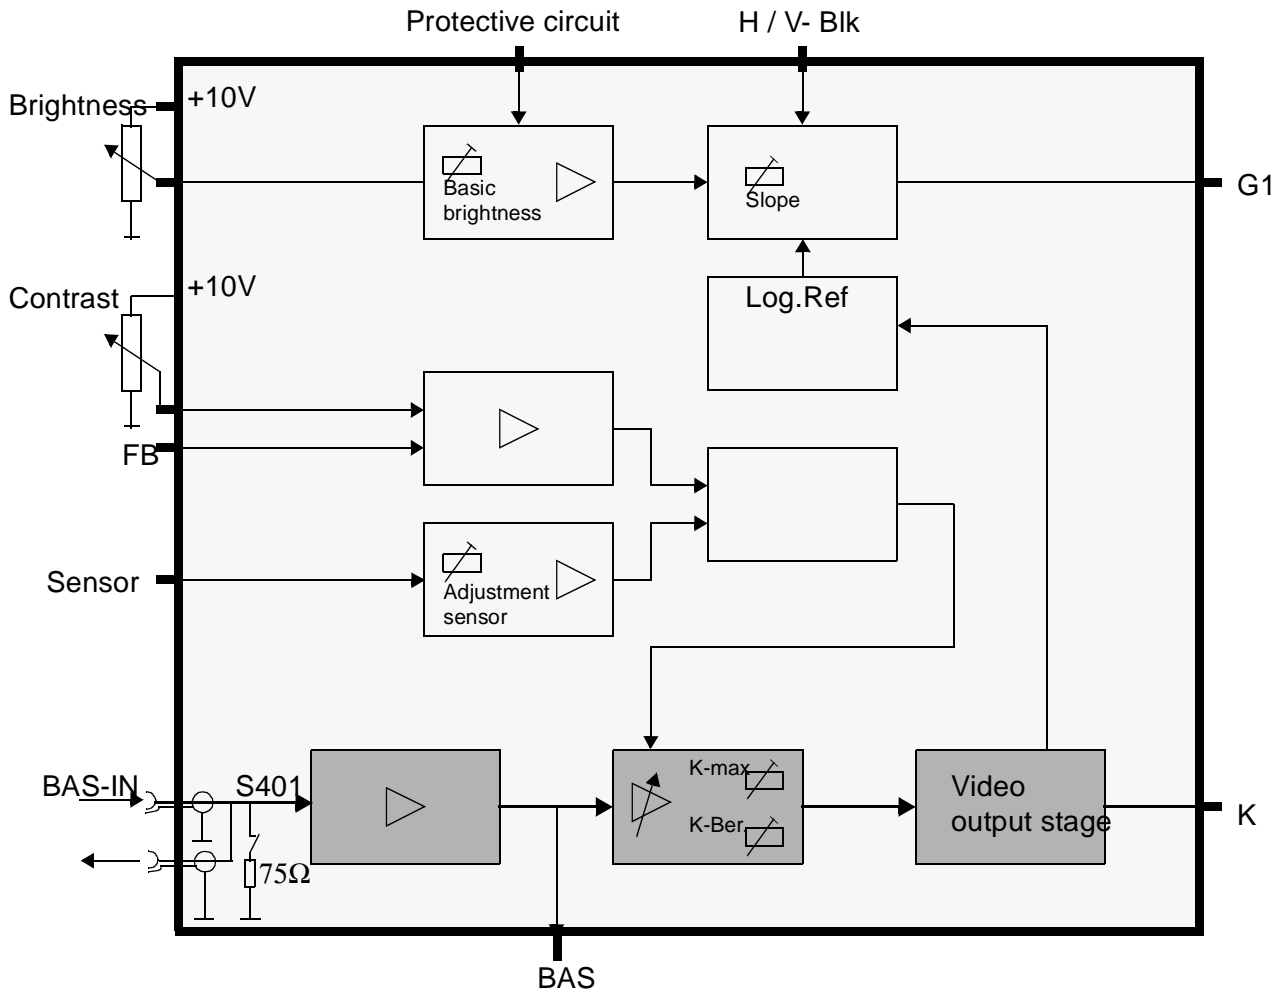 Protective circuit
H / V- Blk
Brightness
+10V
Basic
brightness
Slope
G1
Contrast
+10V
Log.Ref
FB
Sensor
Adjustment
sensor
BAS-IN
S401
75Ω
K-max
K-Ber.
Video
output stage
K
BAS